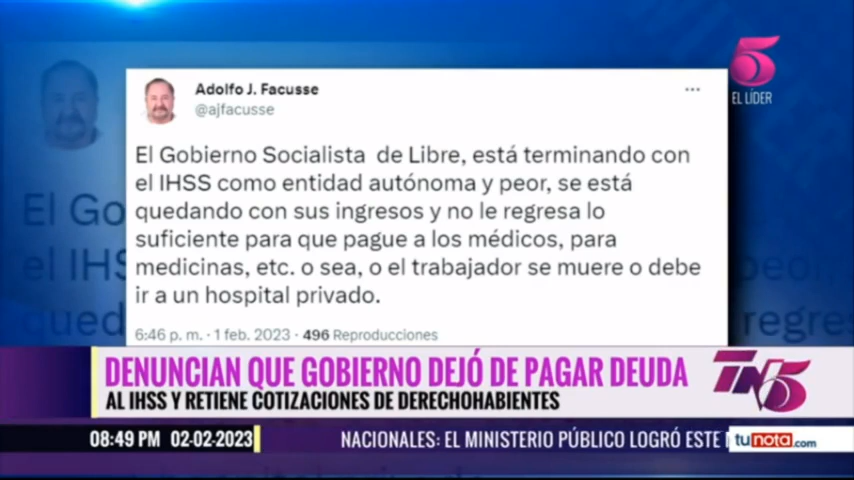 5
EL LÍDER
Adolfo J. Facusse
@ajfacusse
El Gobierno Socialista de Libre, está terminando con
el IHSS como entidad autónoma y peor, se está
quedando con sus ingresos y no le regresa lo
suficiente para que pague a los médicos, para
medicinas, etc. o sea, o el trabajador se muere o debe
ir a un hospital privado.
6:46 p. m. · 1 feb. 2023 · 496 Reproducciones
DENUNCIAN QUE GOBIERNO DEJÓ DE PAGAR DEUDA
AL IHSS Y RETIENE COTIZACIONES DE DERECHOHABIENTES
TN5
08:49 PM 02-02-2023
NACIONALES: EL MINISTERIO PÚBLICO LOGRÓ ESTE
tunota.com